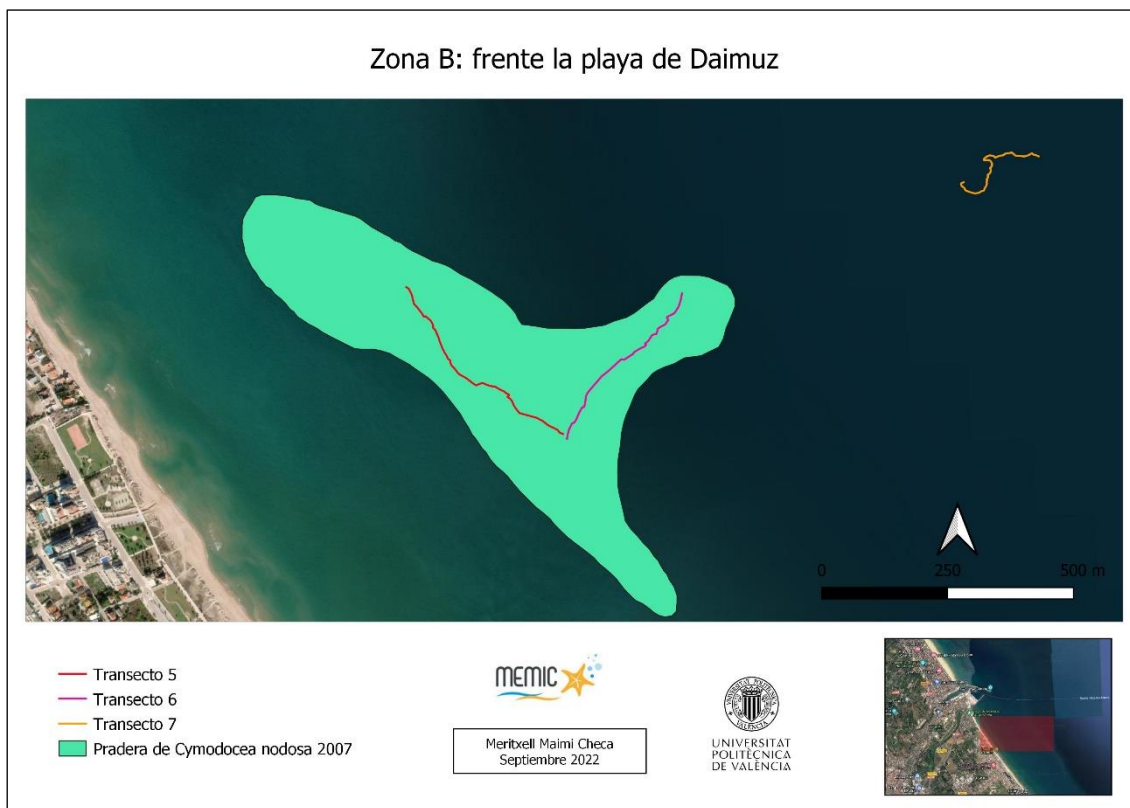 Zona B: frente la playa de Daimuz
0 250 500 m
Transecto 5
Transecto 6
Transecto 7
Pradera de Cymodocea nodosa 2007
MEMIC
Meritxell Maimi Checa
Septiembre 2022
UNIVERSITAT
POLITÈCNICA
DE VALÈNCIA